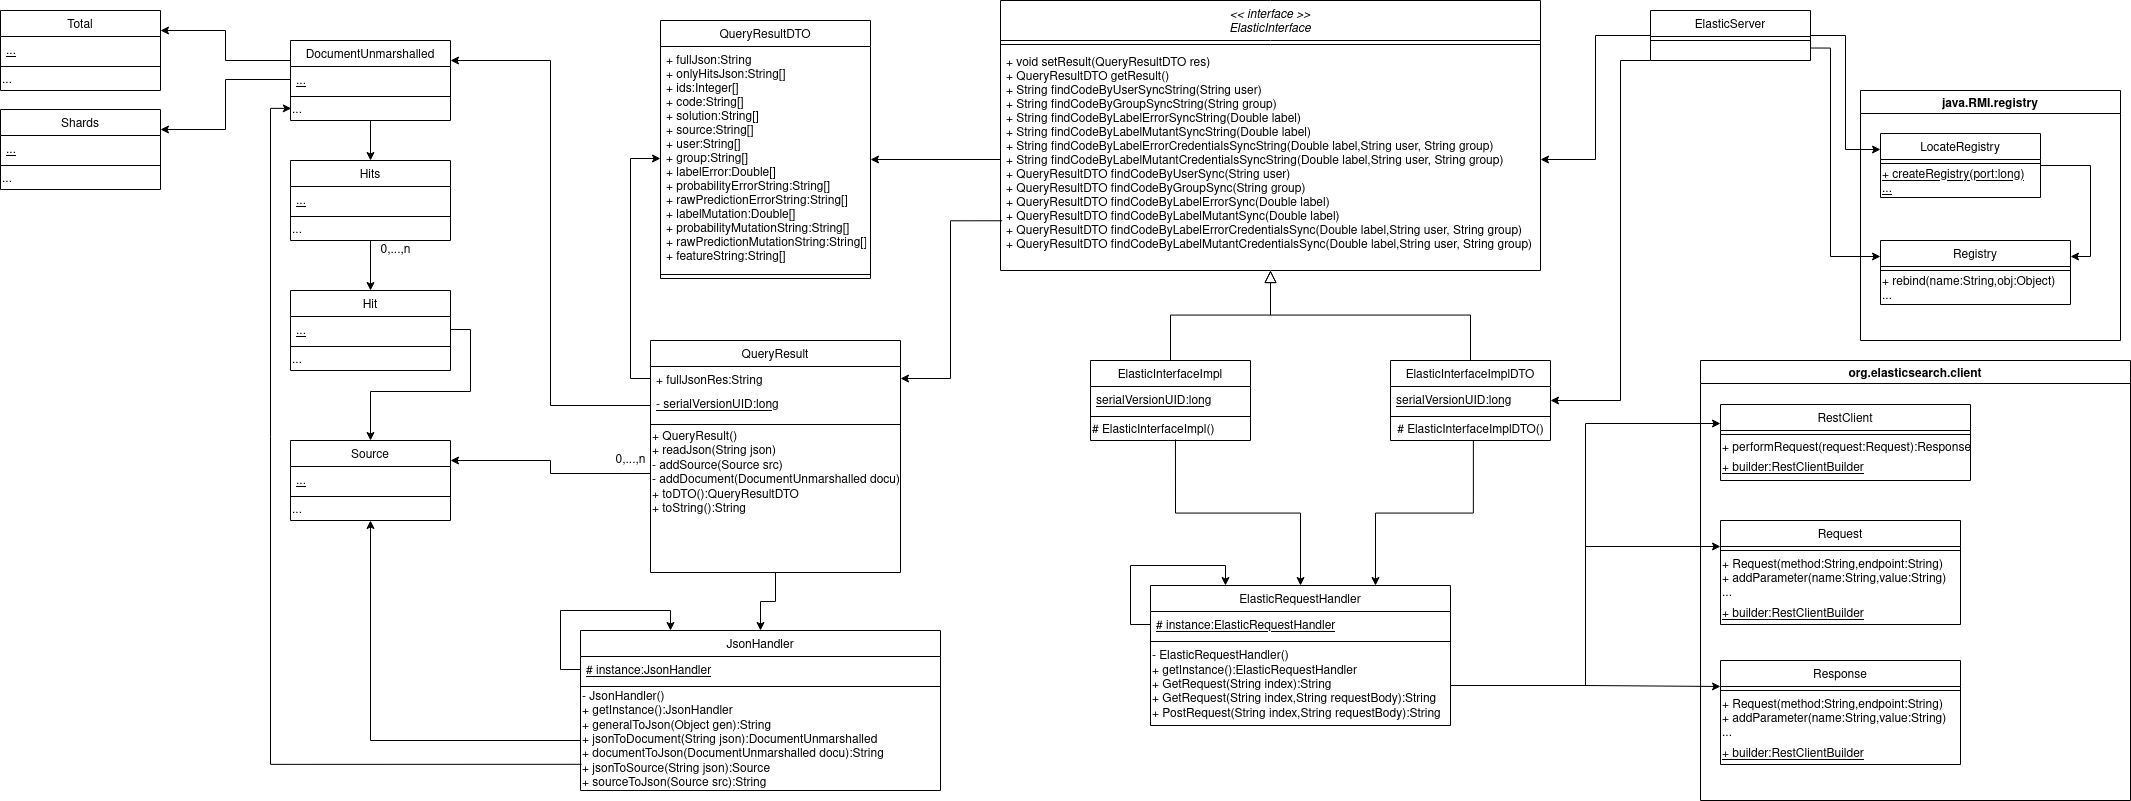 Total
...
...
Shards
...
...
DocumentUnmarshalled
...
...
Hits
...
...
0,...,n
Hit
...
...
Source
...
...
QueryResultDTO
+ fullJson:String
+ onlyHitsJson:String[]
+ ids:Integer[]
+ code:String[]
+ solution:String[]
+ source:String[]
+ user:String[]
+ group:String[]
+ labelError:Double[]
+ probabilityErrorString:String[]
+ rawPredictionErrorString:String[]
+ labelMutation:Double[]
+ probabilityMutationString:String[]
+ rawPredictionMutationString:String[]
+ featureString:String[]
QueryResult
+ fullJsonRes:String
- serialVersionUID:long
+ QueryResult()
+ readJson(String json)
- addSource(Source src)
- addDocument(DocumentUnmarshalled docu)
+ toDTO():QueryResultDTO
+ toString():String
0,...,n
JsonHandler
# instance:JsonHandler
- JsonHandler()
+ getInstance():JsonHandler
+ generalToJson(Object gen):String
+ jsonToDocument(String json):DocumentUnmarshalled
+ documentToJson(DocumentUnmarshalled docu):String
+ jsonToSource(String json):Source
+ sourceToJson(Source src):String
<< interface >>
ElasticInterface
+ void setResult(QueryResultDTO res)
+ QueryResultDTO getResult()
+ String findCodeByUserSyncString(String user)
+ String findCodeByGroupSyncString(String group)
+ String findCodeByLabelErrorSyncString(Double label)
+ String findCodeByLabelMutantSyncString(Double label)
+ String findCodeByLabelErrorCredentialsSyncString(Double label,String user, String group)
+ String findCodeByLabelMutantCredentialsSyncString(Double label,String user, String group)
+ QueryResultDTO findCodeByUserSync(String user)
+ QueryResultDTO findCodeByGroupSync(String group)
+ QueryResultDTO findCodeByLabelErrorSync(Double label)
+ QueryResultDTO findCodeByLabelMutantSync(Double label)
+ QueryResultDTO findCodeByLabelErrorCredentialsSync(Double label,String user, String group)
+ QueryResultDTO findCodeByLabelMutantCredentialsSync(Double label,String user, String group)
ElasticInterfaceImpl
serialVersionUID:long
# ElasticInterfaceImpl()
ElasticInterfaceImplDTO
serialVersionUID:long
# ElasticInterfaceImplDTO()
ElasticRequestHandler
# instance:ElasticRequestHandler
- ElasticRequestHandler()
+ getInstance():ElasticRequestHandler
+ GetRequest(String index):String
+ GetRequest(String index,String requestBody):String
+ PostRequest(String index,String requestBody):String
ElasticServer
java.RMI.registry
LocateRegistry
+ createRegistry(port:long)
...
Registry
+ rebind(name:String,obj:Object)
...
org.elasticsearch.client
RestClient
+ performRequest(request:Request):Response
+ builder:RestClientBuilder
Request
+ Request(method:String,endpoint:String)
+ addParameter(name:String,value:String)
...
+ builder:RestClientBuilder
Response
+ Request(method:String,endpoint:String)
+ addParameter(name:String,value:String)
...
+ builder:RestClientBuilder